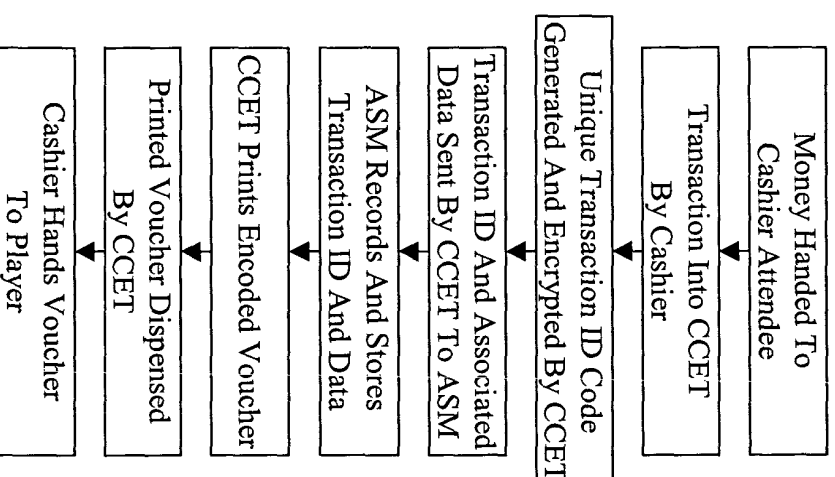 Money Handed To
Cashier Attendee
Transaction Into CCET
By Cashier
Unique Transaction ID Code
Generated And Encrypted By CCET
Transaction ID And Associated
Data Sent By CCET To ASM
ASM Records And Stores
Transaction ID And Data
CCET Prints Encoded Voucher
Printed Voucher Dispensed
By CCET
Cashier Hands Voucher
To Player